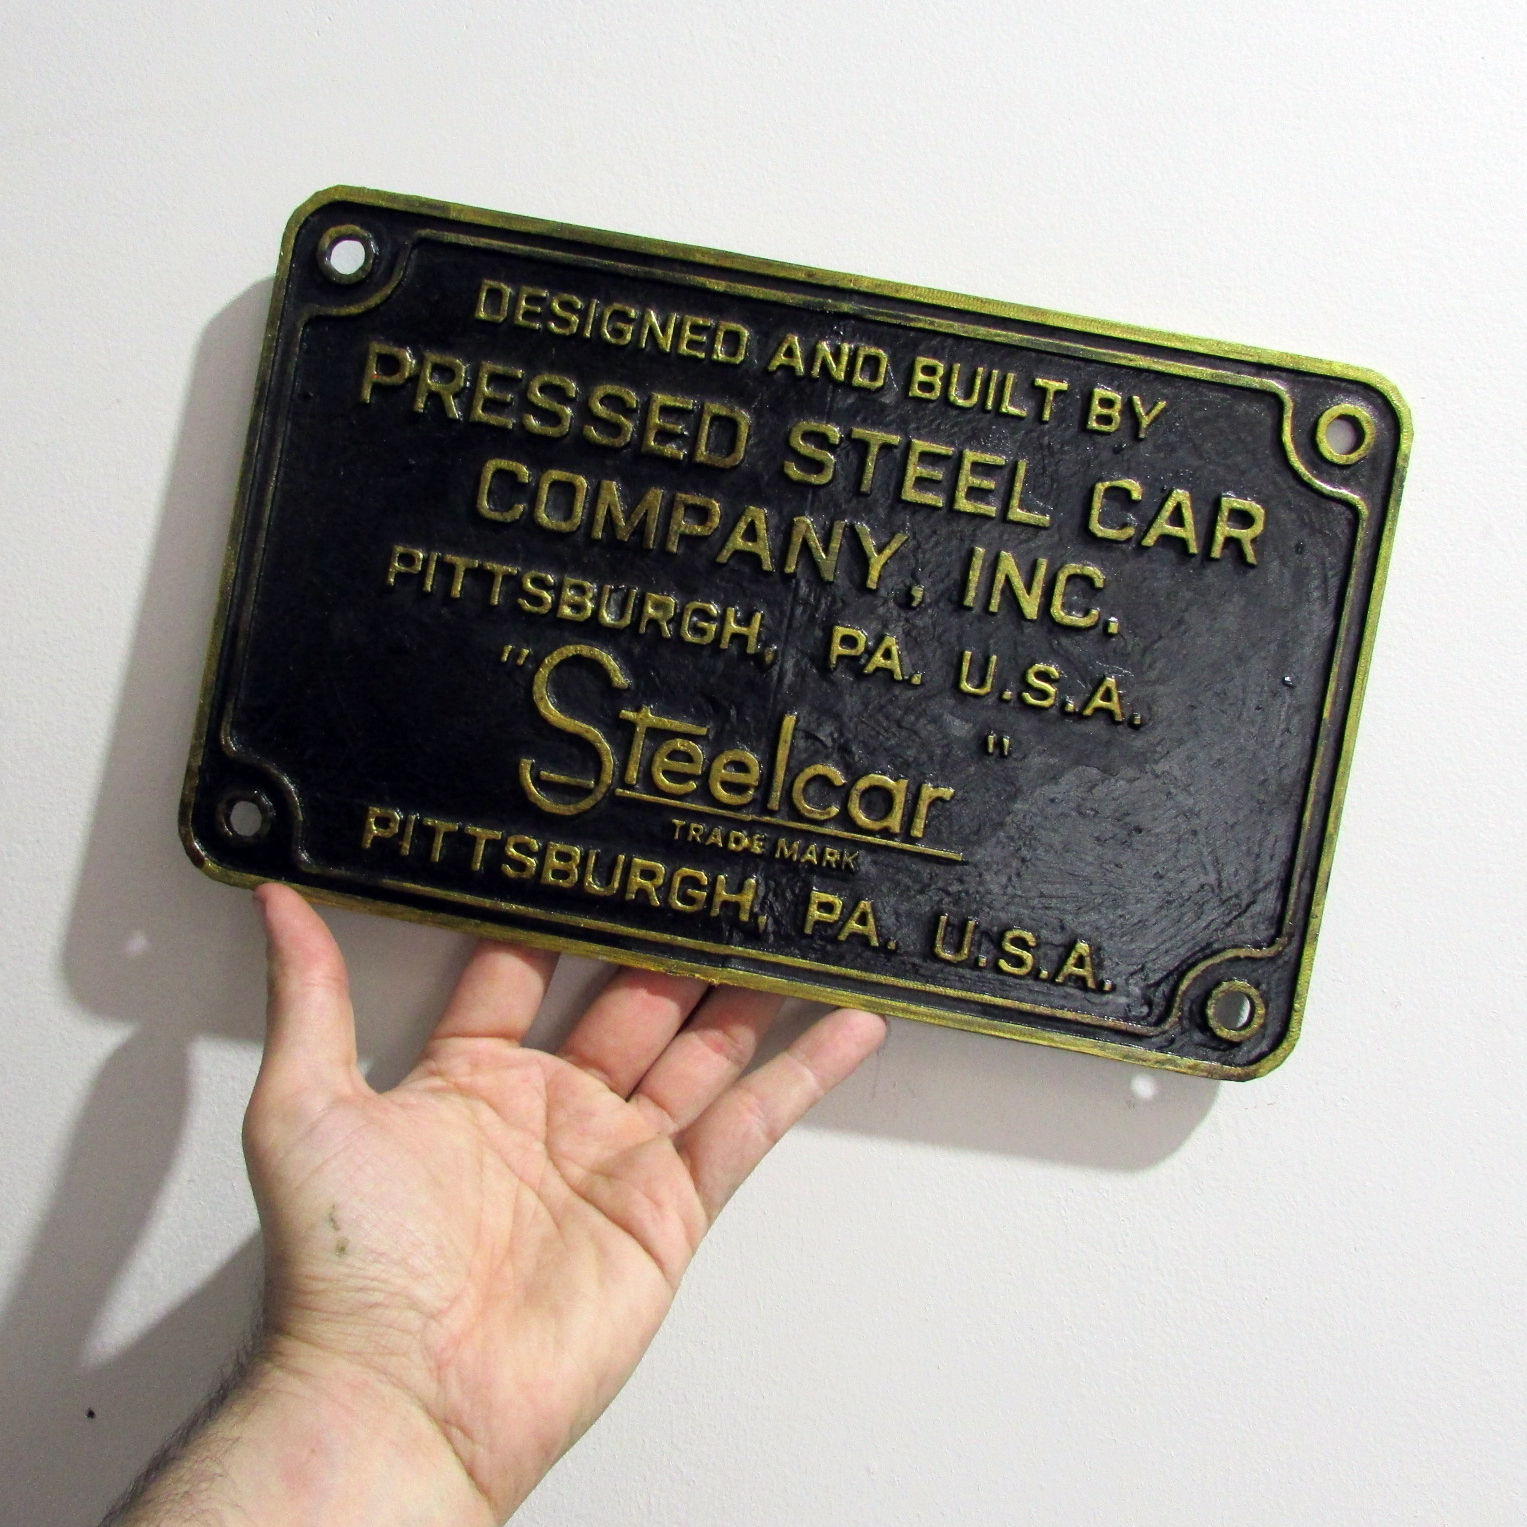 DESIGNED AND BUILT BY
PRESSED STEEL CAR
COMPANY, INC.
PITTSBURGH, PA. U.S.A.
"Steelcar"
TRADE MARK
PITTSBURGH, PA. U.S.A.